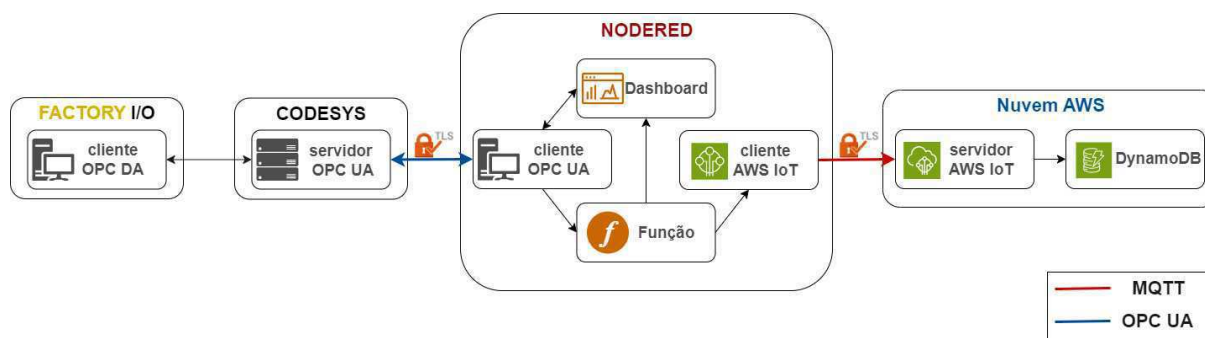 NODERED
Dashboard
FACTORY I/O
CODESYS
Nuvem AWS
TLS
TLS
cliente
OPC DA
servidor
OPC UA
cliente
OPC UA
cliente
AWS IoT
servidor
AWS IoT
DynamoDB
f
Função
MQTT
OPC UA